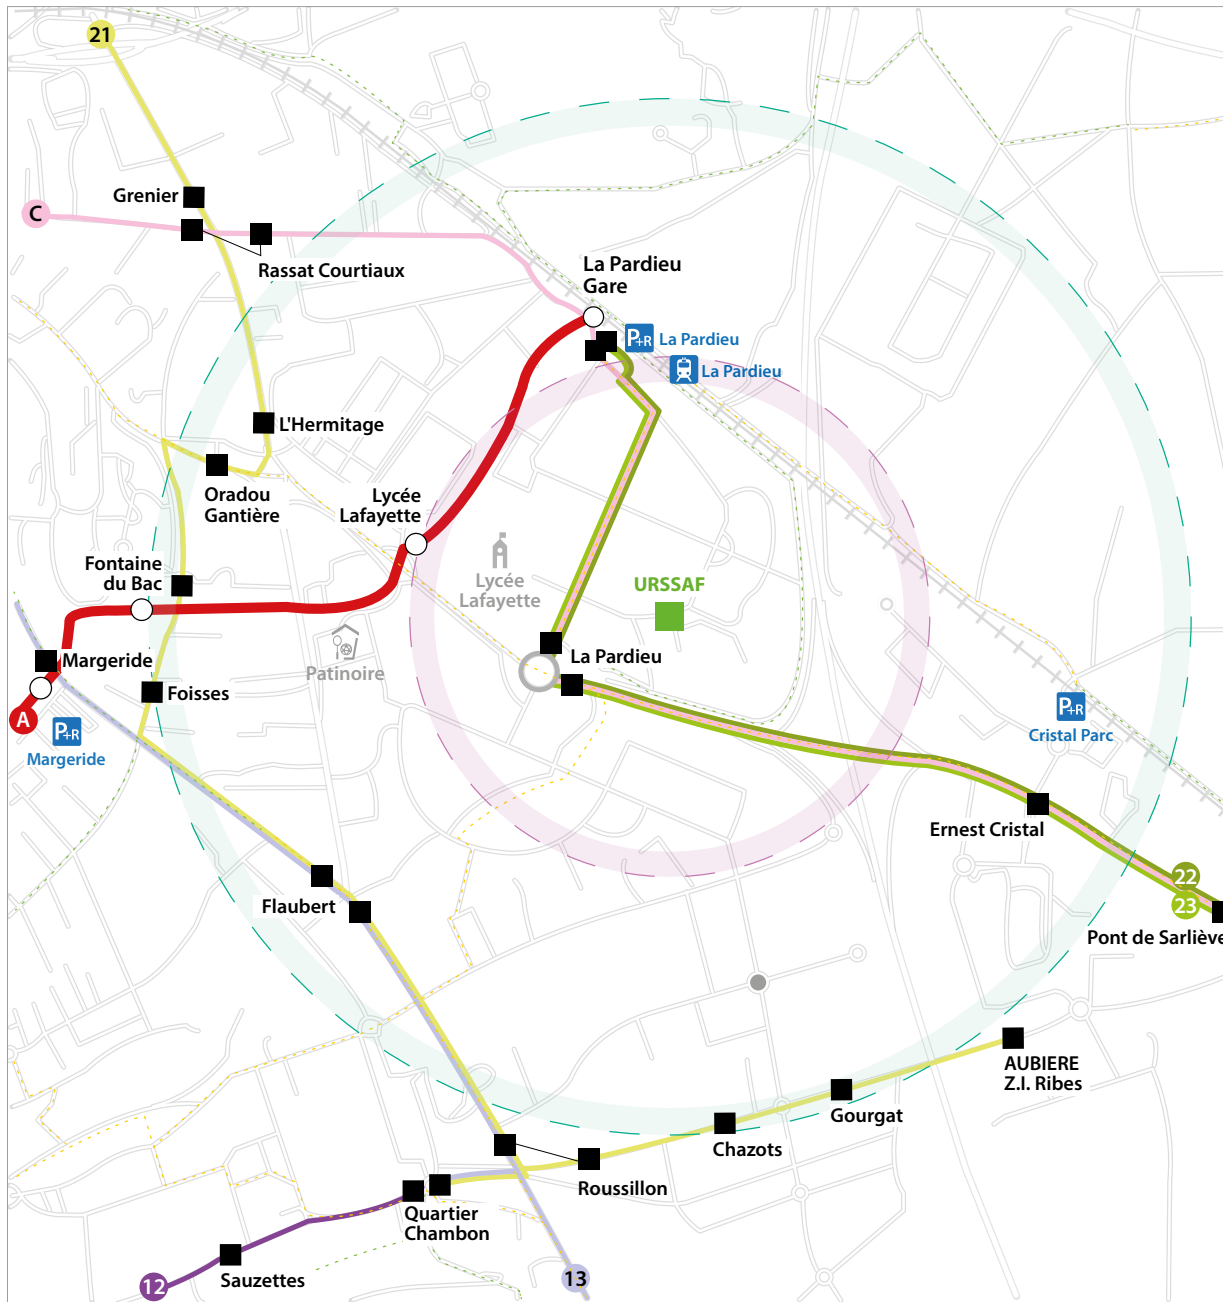 21
Grenier
C
Rassat Courtiaux
La Pardieu
Gare
P+R La Pardieu
La Pardieu
L'Hermitage
Oradou
Gantière
Lycée
Lafayette
Fontaine
du Bac
Lycée
Lafayette
URSSAF
Margeride
La Pardieu
Patinoire
Foisses
A
P+R
Margeride
P+R
Cristal Parc
Ernest Cristal
22
23
Flaubert
Pont de Sarliève
AUBIERE
Z.I. Ribes
Gourgat
Chazots
Roussillon
Quartier
Chambon
Sauzettes
12
13